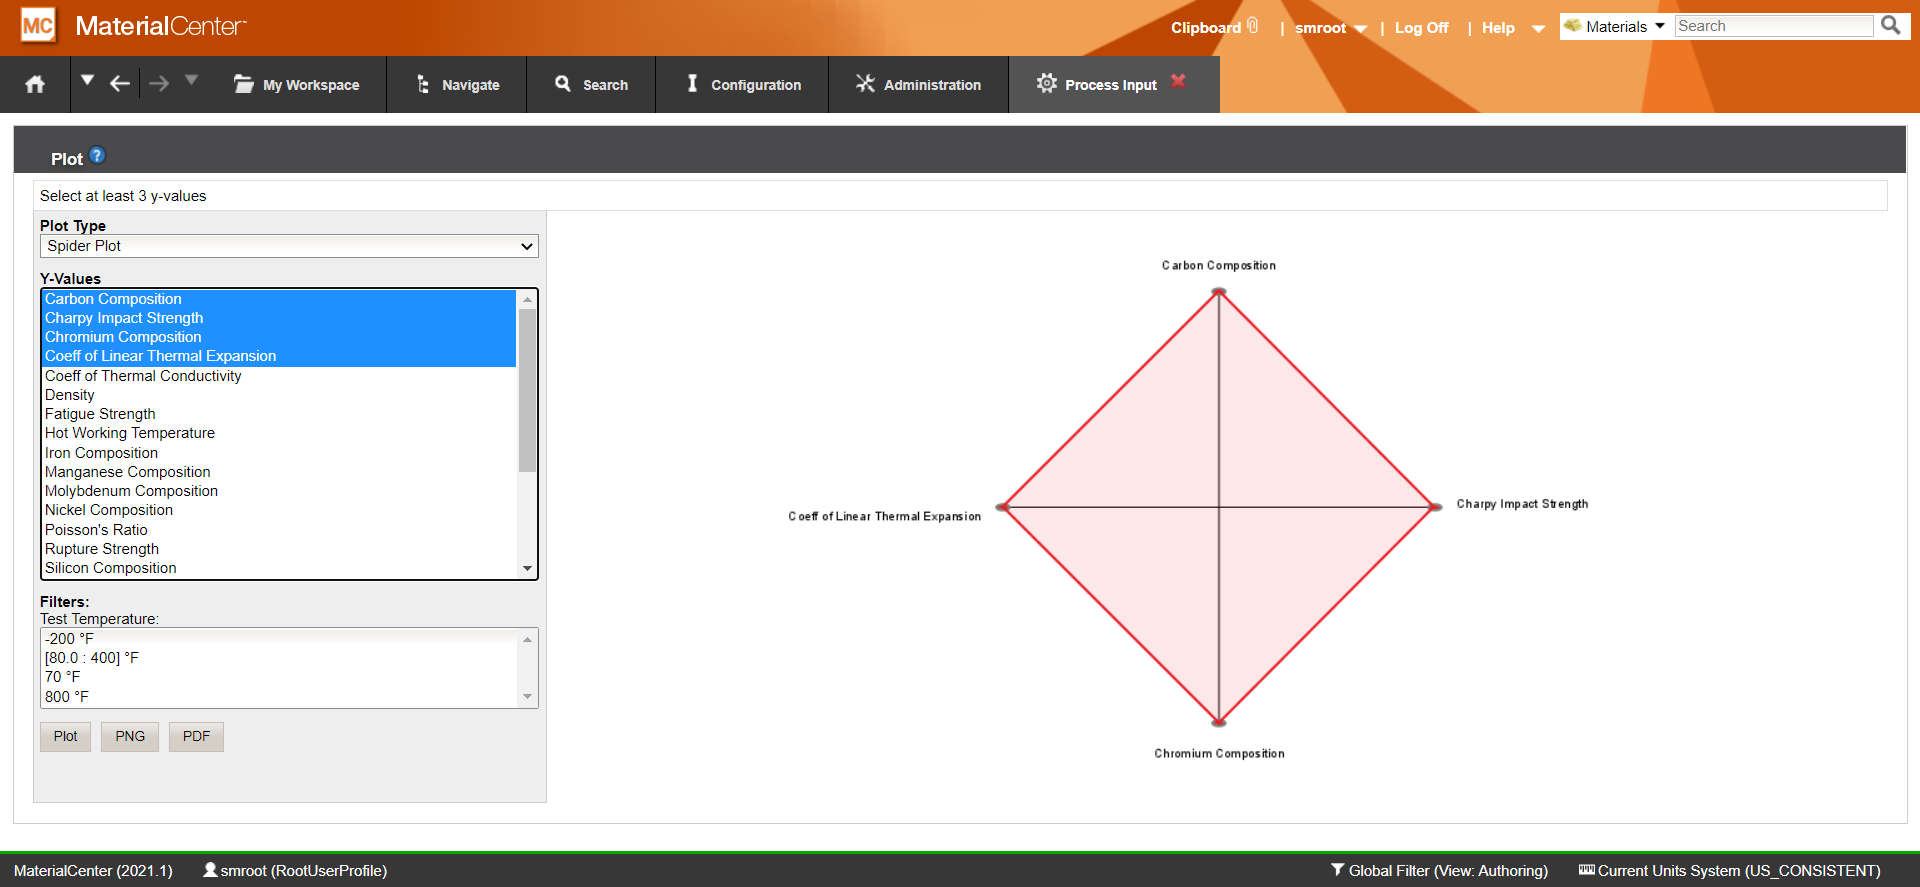 MC MaterialCenter
Clipboard | smroot | Log Off | Help
Materials Search
My Workspace Navigate Search Configuration Administration Process Input
Plot ?
Select at least 3 y-values
Plot Type
Spider Plot
Y-Values
Carbon Composition
Charpy Impact Strength
Chromium Composition
Coeff of Linear Thermal Expansion
Coeff of Thermal Conductivity
Density
Fatigue Strength
Hot Working Temperature
Iron Composition
Manganese Composition
Molybdenum Composition
Nickel Composition
Poisson's Ratio
Rupture Strength
Silicon Composition
Filters:
Test Temperature:
-200 °F
[80.0 : 400] °F
70 °F
800 °F
Plot PNG PDF
Carbon Composition
Charpy Impact Strength
Coeff of Linear Thermal Expansion
Chromium Composition
MaterialCenter (2021.1) smroot (RootUserProfile) Global Filter (View: Authoring) Current Units System (US_CONSISTENT)